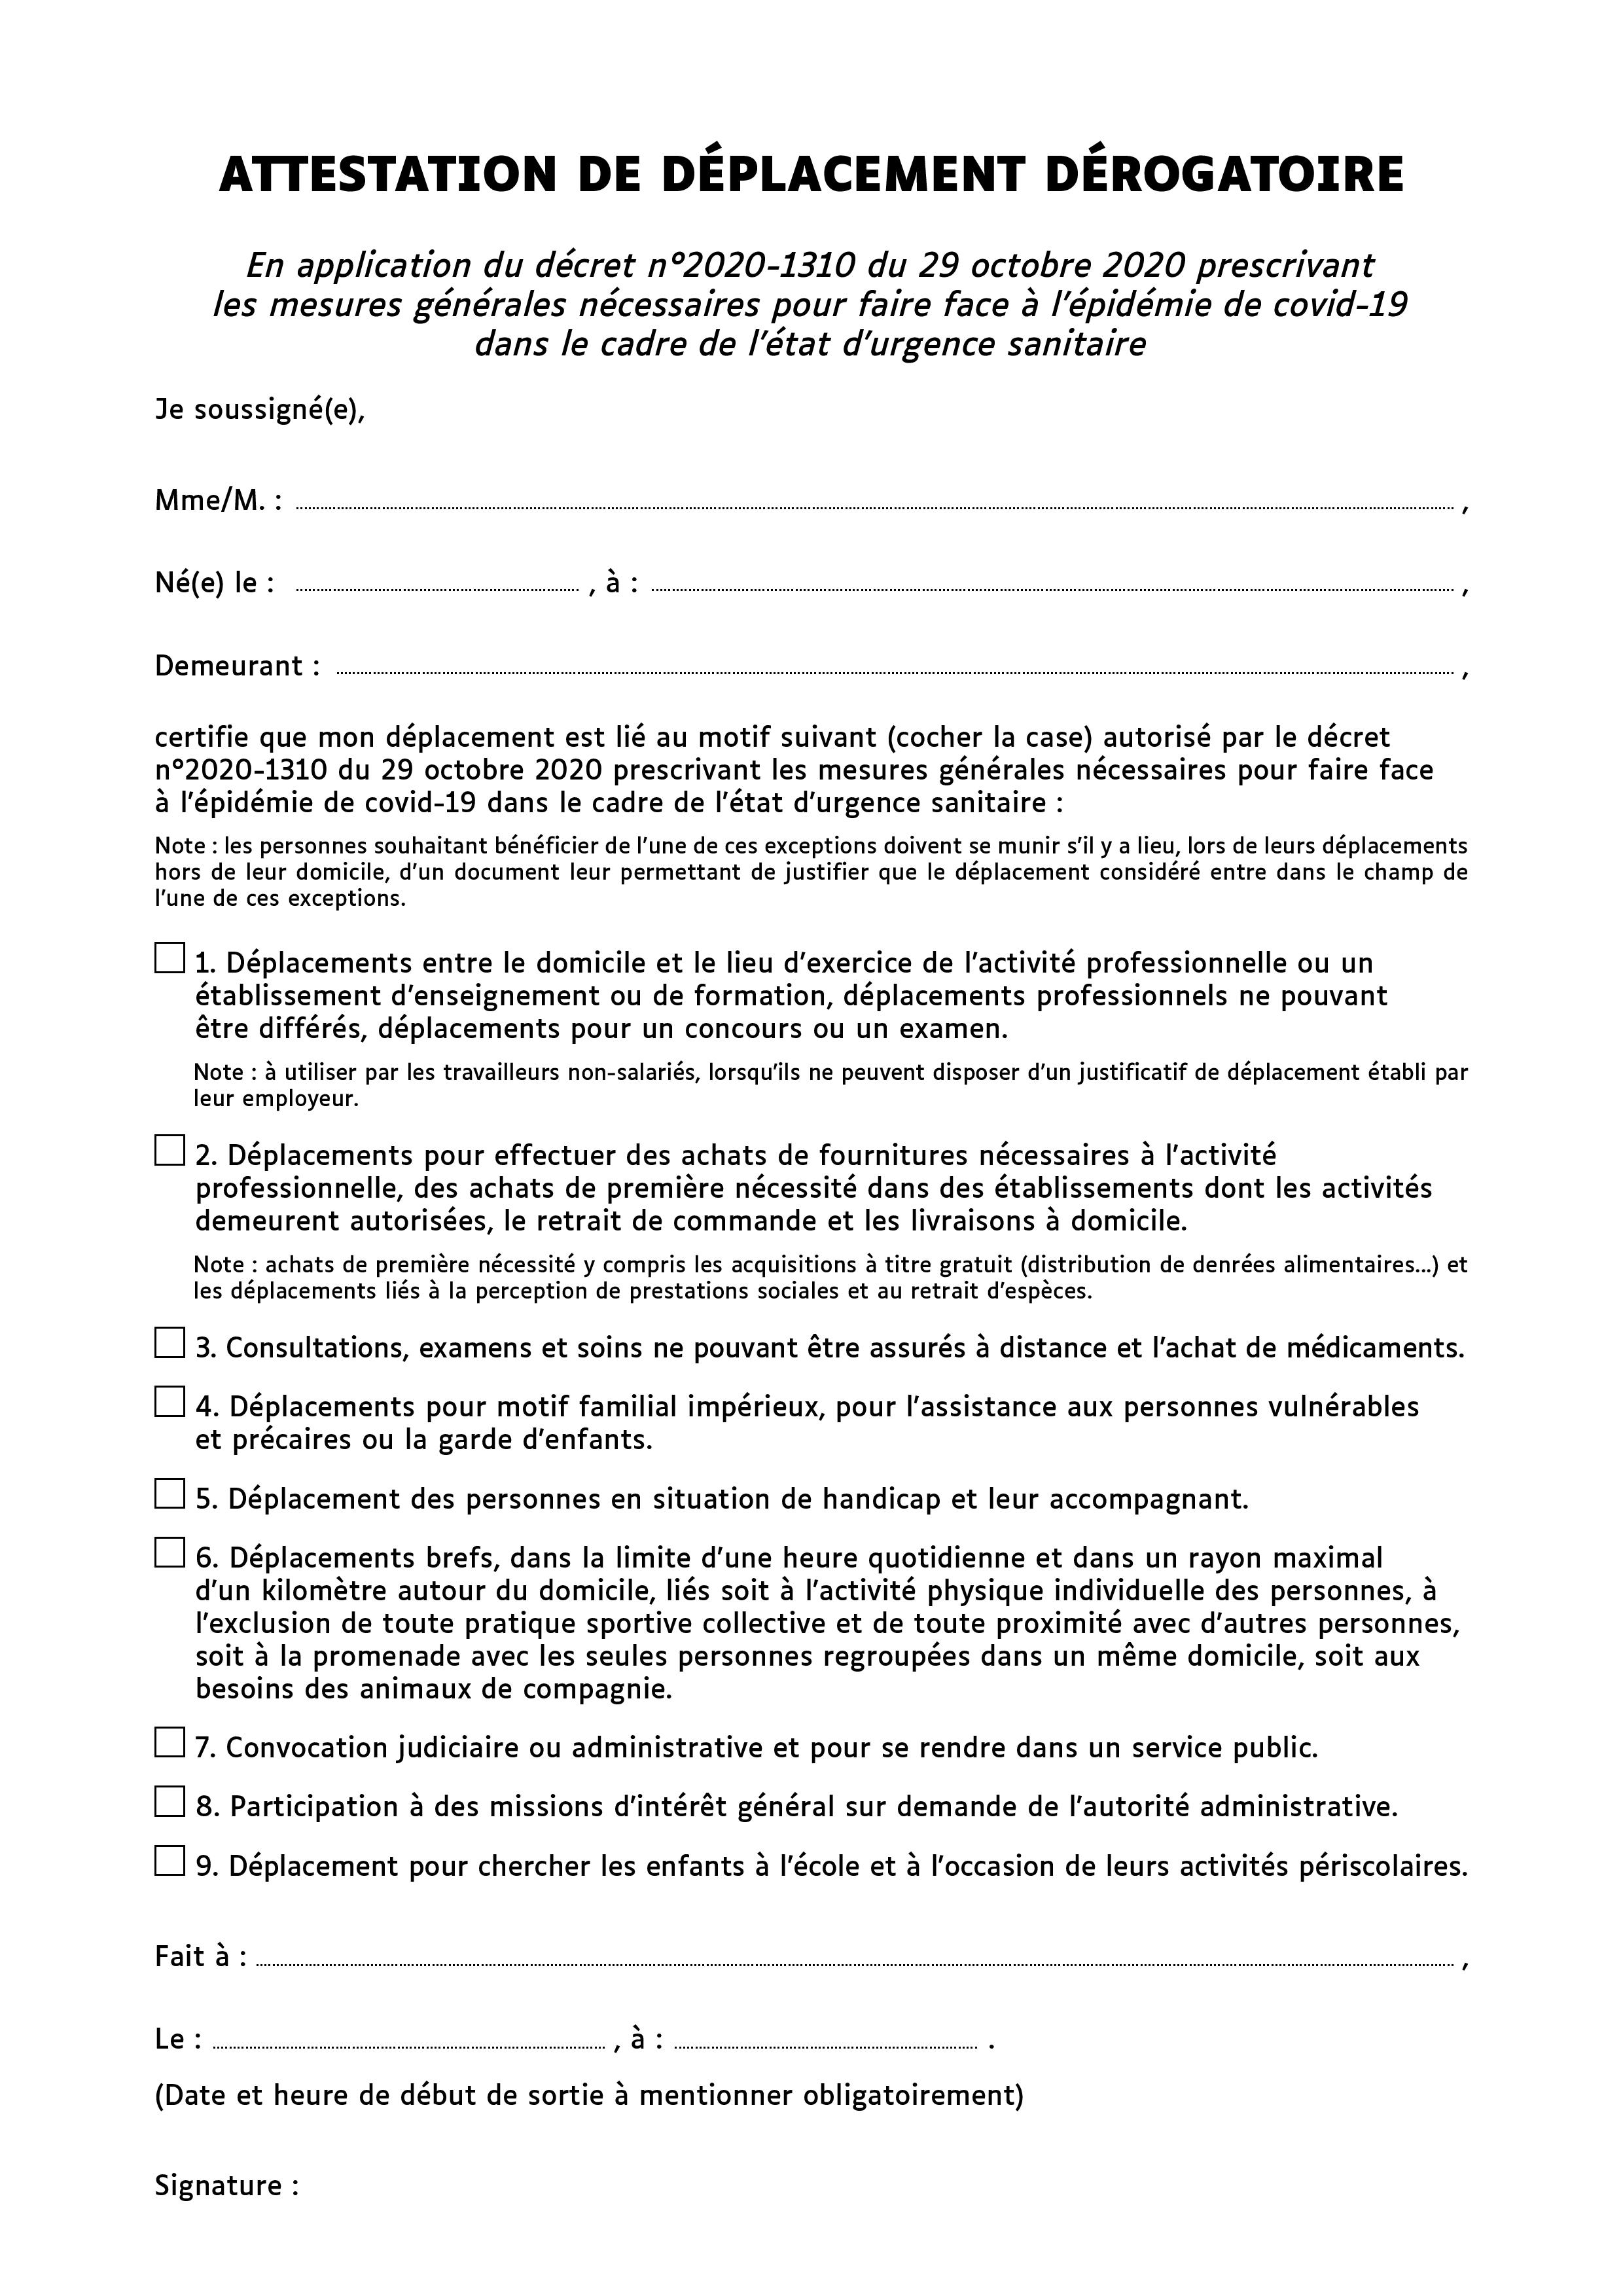 ATTESTATION DE DÉPLACEMENT DÉROGATOIRE
En application du décret n°2020-1310 du 29 octobre 2020 prescrivant
les mesures générales nécessaires pour faire face à l’épidémie de covid-19
dans le cadre de l’état d’urgence sanitaire
Je soussigné(e),
Mme/M. : ,
Né(e) le : , à : ,
Demeurant : ,
certifie que mon déplacement est lié au motif suivant (cocher la case) autorisé par le décret
n°2020-1310 du 29 octobre 2020 prescrivant les mesures générales nécessaires pour faire face
à l’épidémie de covid-19 dans le cadre de l’état d’urgence sanitaire :
Note : les personnes souhaitant bénéficier de l’une de ces exceptions doivent se munir s’il y a lieu, lors de leurs déplacements
hors de leur domicile, d’un document leur permettant de justifier que le déplacement considéré entre dans le champ de
l’une de ces exceptions.
1. Déplacements entre le domicile et le lieu d’exercice de l’activité professionnelle ou un
établissement d’enseignement ou de formation, déplacements professionnels ne pouvant
être différés, déplacements pour un concours ou un examen.
Note : à utiliser par les travailleurs non-salariés, lorsqu’ils ne peuvent disposer d’un justificatif de déplacement établi par
leur employeur.
2. Déplacements pour effectuer des achats de fournitures nécessaires à l’activité
professionnelle, des achats de première nécessité dans des établissements dont les activités
demeurent autorisées, le retrait de commande et les livraisons à domicile.
Note : achats de première nécessité y compris les acquisitions à titre gratuit (distribution de denrées alimentaires...) et
les déplacements liés à la perception de prestations sociales et au retrait d’espèces.
3. Consultations, examens et soins ne pouvant être assurés à distance et l’achat de médicaments.
4. Déplacements pour motif familial impérieux, pour l’assistance aux personnes vulnérables
et précaires ou la garde d’enfants.
5. Déplacement des personnes en situation de handicap et leur accompagnant.
6. Déplacements brefs, dans la limite d’une heure quotidienne et dans un rayon maximal
d’un kilomètre autour du domicile, liés soit à l’activité physique individuelle des personnes, à
l’exclusion de toute pratique sportive collective et de toute proximité avec d’autres personnes,
soit à la promenade avec les seules personnes regroupées dans un même domicile, soit aux
besoins des animaux de compagnie.
7. Convocation judiciaire ou administrative et pour se rendre dans un service public.
8. Participation à des missions d’intérêt général sur demande de l’autorité administrative.
9. Déplacement pour chercher les enfants à l’école et à l’occasion de leurs activités périscolaires.
Fait à : ,
Le : , à : .
(Date et heure de début de sortie à mentionner obligatoirement)
Signature :